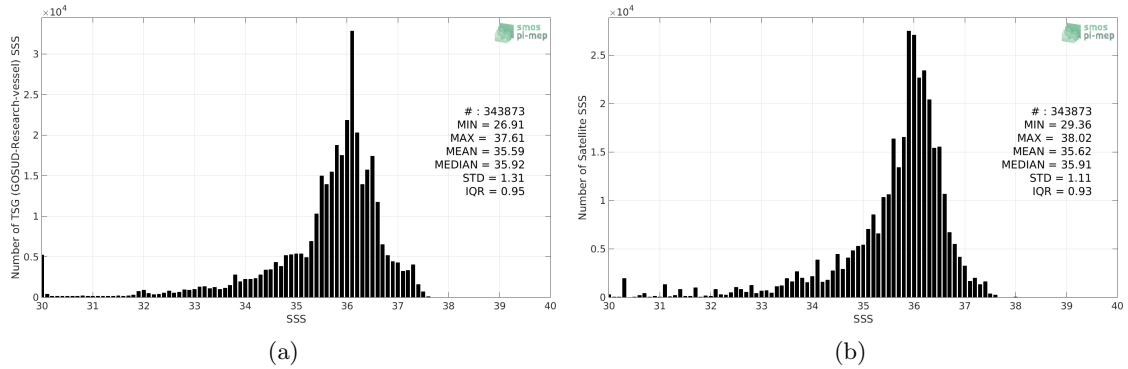 ×10⁴
smos
pi-mep
Number of TSG (GOSUD-Research-vessel) SSS
3
2.5
2
1.5
1
0.5
0
# : 343873
MIN = 26.91
MAX = 37.61
MEAN = 35.59
MEDIAN = 35.92
STD = 1.31
IQR = 0.95
30 31 32 33 34 35 36 37 38 39 40
SSS
(a)
×10⁴
smos
pi-mep
Number of Satellite SSS
2.5
2
1.5
1
0.5
0
# : 343873
MIN = 29.36
MAX = 38.02
MEAN = 35.62
MEDIAN = 35.91
STD = 1.11
IQR = 0.93
30 31 32 33 34 35 36 37 38 39 40
SSS
(b)